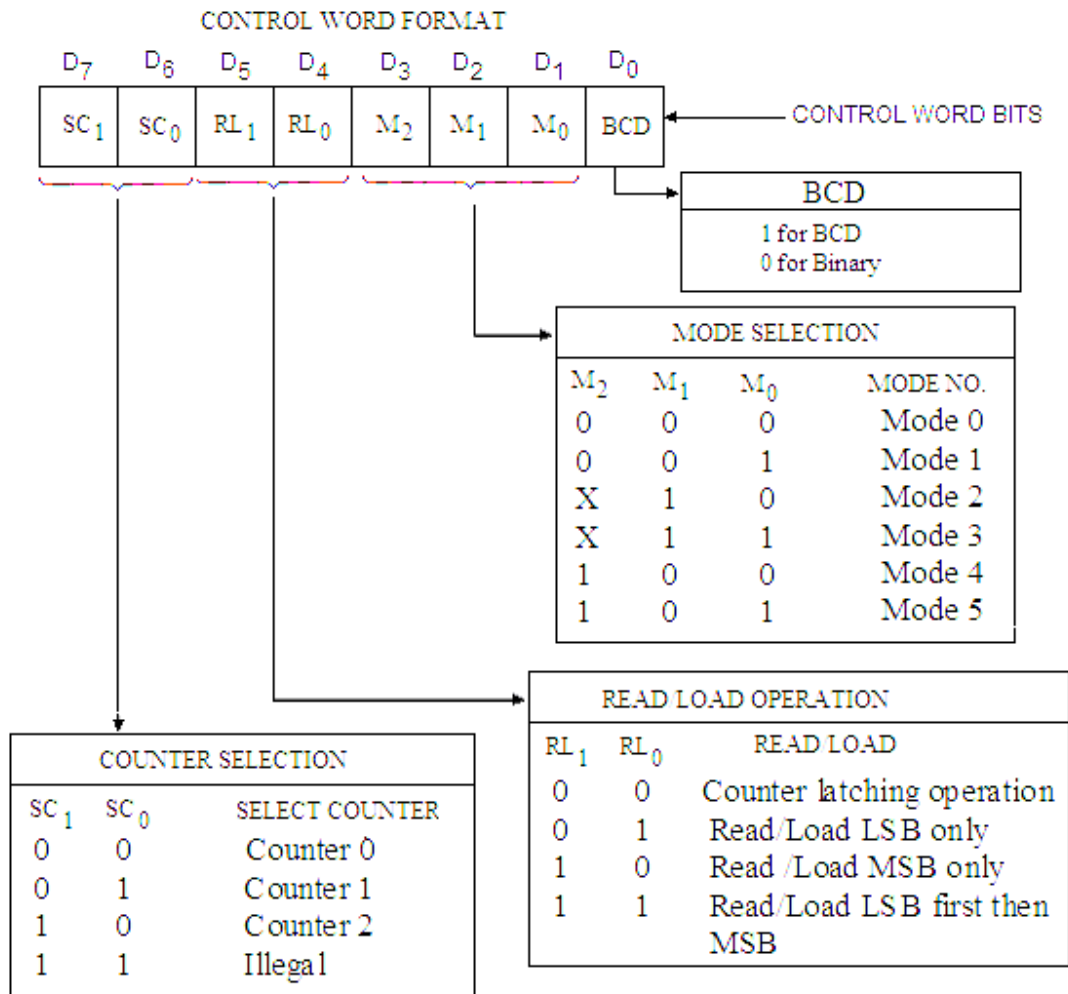 CONTROL WORD FORMAT
D7 D6 D5 D4 D3 D2 D1 D0
SC1 SC0 RL1 RL0 M2 M1 M0 BCD
CONTROL WORD BITS
BCD
1 for BCD
0 for Binary
MODE SELECTION
M2 M1 M0 MODE NO.
0 0 0 Mode 0
0 0 1 Mode 1
X 1 0 Mode 2
X 1 1 Mode 3
1 0 0 Mode 4
1 0 1 Mode 5
READ LOAD OPERATION
RL1 RL0 READ LOAD
0 0 Counter latching operation
0 1 Read/Load LSB only
1 0 Read /Load MSB only
1 1 Read/Load LSB first then
MSB
COUNTER SELECTION
SC1 SC0 SELECT COUNTER
0 0 Counter 0
0 1 Counter 1
1 0 Counter 2
1 1 Illegal